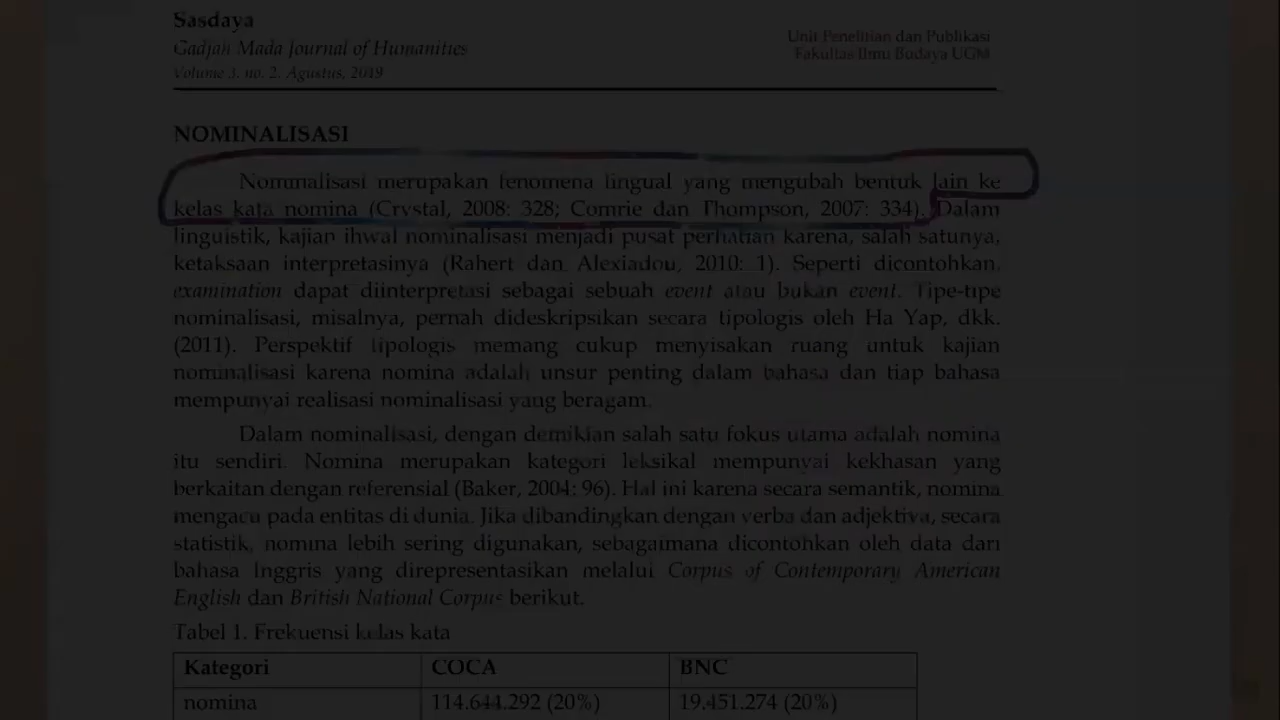 Sasdaya
Gadjah Mada Journal of Humanities
Volume 3, no. 2. Agustus, 2019
Unit Penelitian dan Publikasi
Fakultas Ilmu Budaya UGM
NOMINALISASI
Nominalisasi merupakan fenomena lingual yang mengubah bentuk lain ke
kelas kata nomina (Crystal, 2008: 328; Comrie dan Thompson, 2007: 334). Dalam
linguistik, kajian ihwal nominalisasi menjadi pusat perhatian karena, salah satunya,
ketaksaan interpretasinya (Rahert dan Alexiadou, 2010: 1). Seperti dicontohkan,
examination dapat diinterpretasi sebagai sebuah event atau bukan event. Tipe-tipe
nominalisasi, misalnya, pernah dideskripsikan secara tipologis oleh Ha Yap, dkk.
(2011). Perspektif tipologis memang cukup menyisakan ruang untuk kajian
nominalisasi karena nomina adalah unsur penting dalam bahasa dan tiap bahasa
mempunyai realisasi nominalisasi yang beragam.
Dalam nominalisasi, dengan demikian salah satu fokus utama adalah nomina
itu sendiri. Nomina merupakan kategori leksikal mempunyai kekhasan yang
berkaitan dengan referensial (Baker, 2004: 96). Hal ini karena secara semantik, nomina
mengacu pada entitas di dunia. Jika dibandingkan dengan verba dan adjektiva, secara
statistik, nomina lebih sering digunakan, sebagaimana dicontohkan oleh data dari
bahasa Inggris yang direpresentasikan melalui Corpus of Contemporary American
English dan British National Corpus berikut.
Tabel 1. Frekuensi kelas kata
Kategori COCA BNC
nomina 114.644.292 (20%) 19.451.274 (20%)